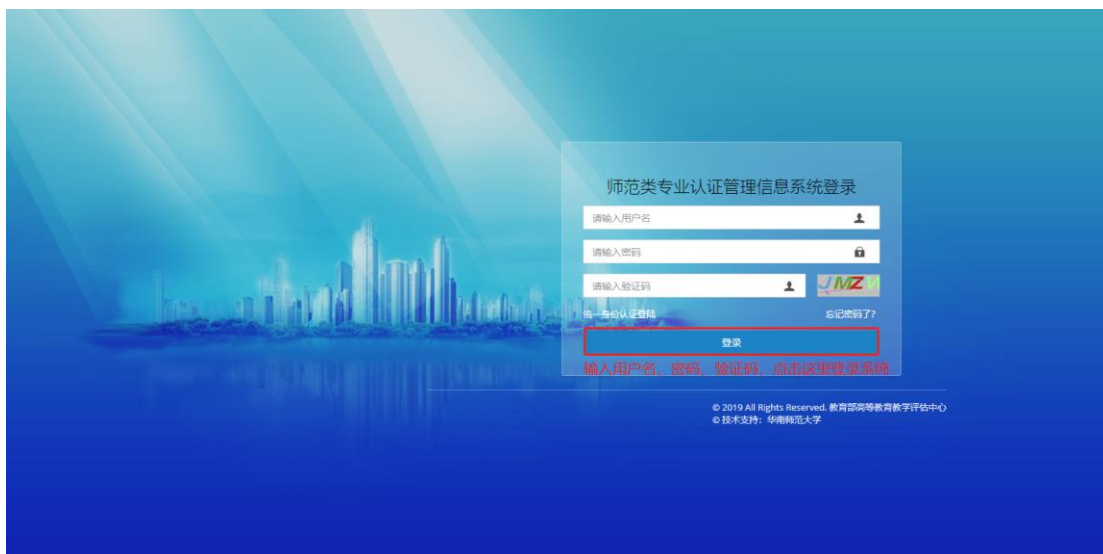 师范类专业认证管理信息系统登录
请输入用户名
请输入密码
请输入验证码
JMZV
统一身份认证登陆 忘记密码了?
登录
输入用户名、密码、验证码，点击这里登录系统
© 2019 All Rights Reserved. 教育部高等教育教学评估中心
© 技术支持：华南师范大学